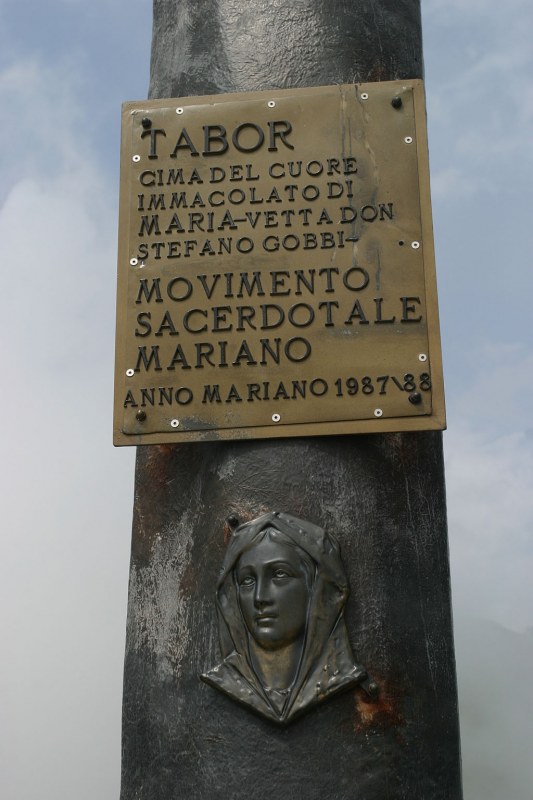 TABOR
CIMA DEL CUORE
IMMACOLATO DI
MARIA-VETTA DON
STEFANO GOBBI-
MOVIMENTO
SACERDOTALE
MARIANO
ANNO MARIANO 1987\88